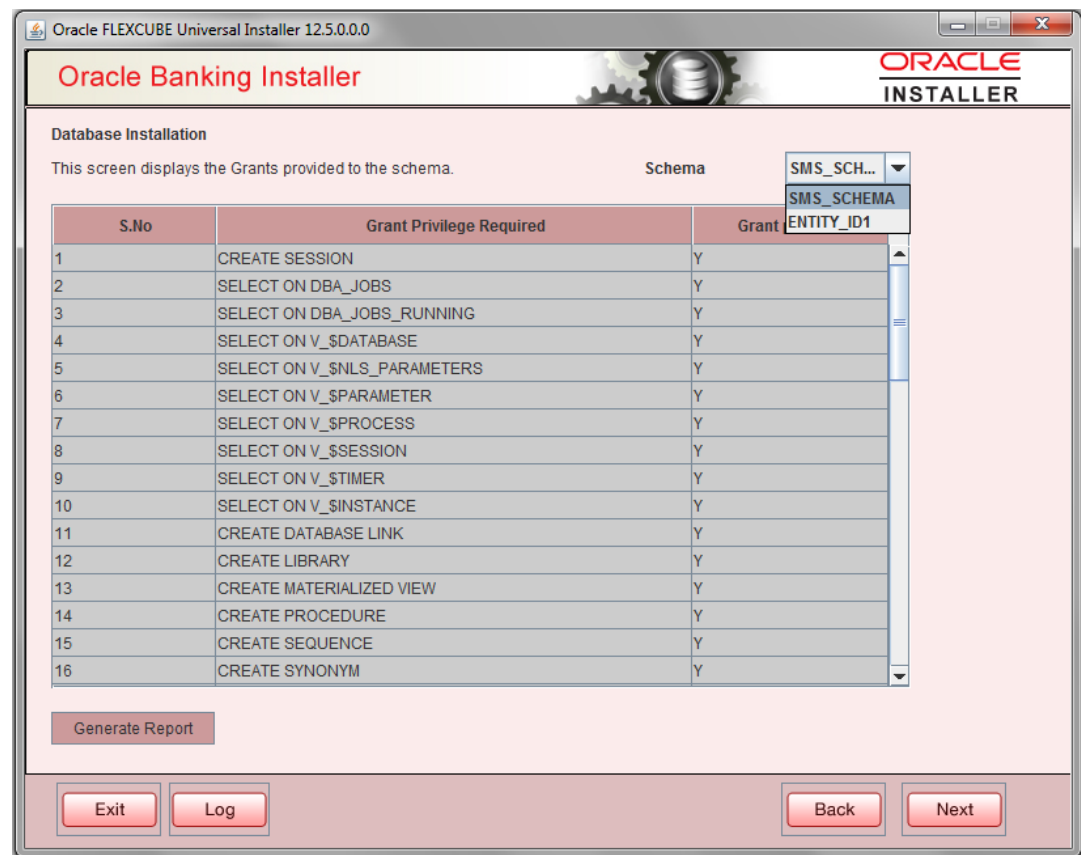 Oracle FLEXCUBE Universal Installer 12.5.0.0.0
Oracle Banking Installer
ORACLE
INSTALLER
Database Installation
This screen displays the Grants provided to the schema. Schema SMS_SCH...
SMS_SCHEMA
ENTITY_ID1
S.No Grant Privilege Required Grant
1 CREATE SESSION Y
2 SELECT ON DBA_JOBS Y
3 SELECT ON DBA_JOBS_RUNNING Y
4 SELECT ON V_$DATABASE Y
5 SELECT ON V_$NLS_PARAMETERS Y
6 SELECT ON V_$PARAMETER Y
7 SELECT ON V_$PROCESS Y
8 SELECT ON V_$SESSION Y
9 SELECT ON V_$TIMER Y
10 SELECT ON V_$INSTANCE Y
11 CREATE DATABASE LINK Y
12 CREATE LIBRARY Y
13 CREATE MATERIALIZED VIEW Y
14 CREATE PROCEDURE Y
15 CREATE SEQUENCE Y
16 CREATE SYNONYM Y
Generate Report
Exit Log Back Next